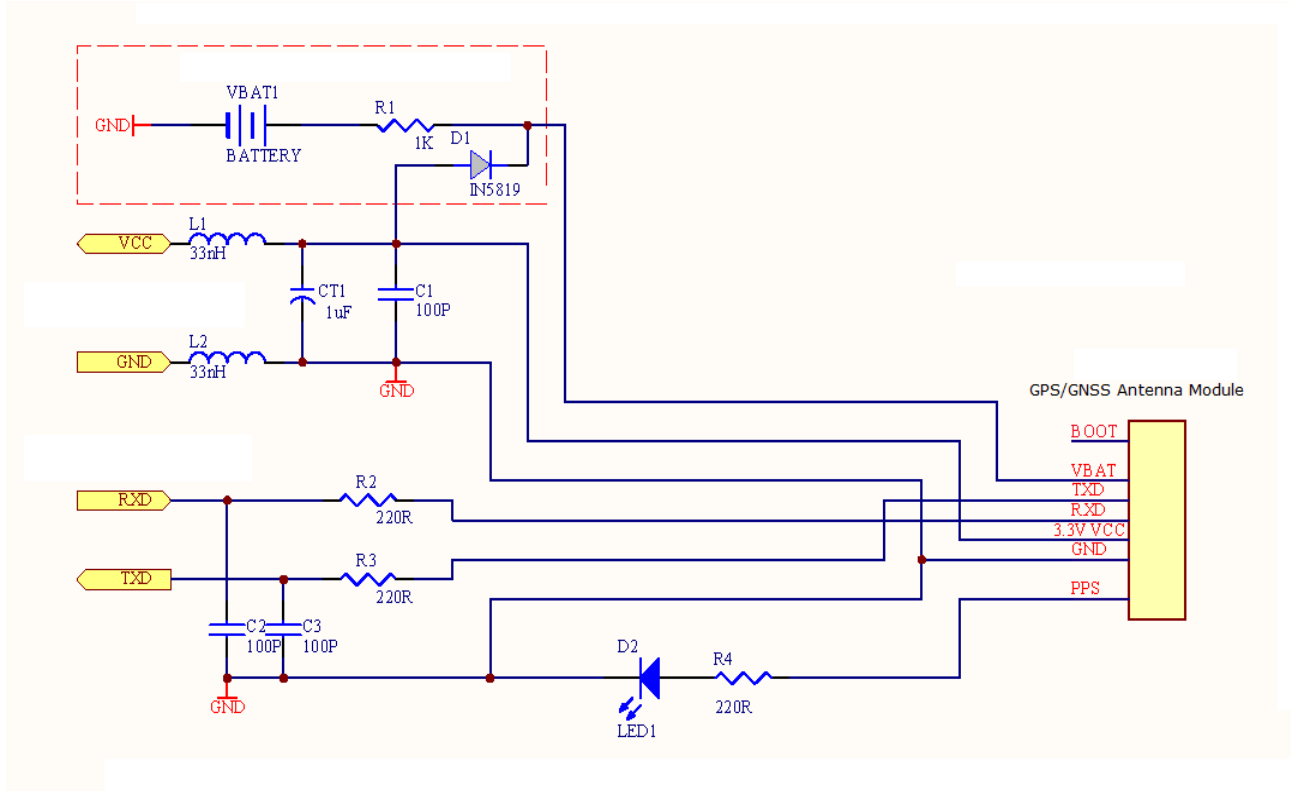 VBAT1
GND
BATTERY
R1
1K
D1
IN5819
L1
VCC
33nH
CT1
1uF
C1
100P
L2
GND
33nH
GND
GPS/GNSS Antenna Module
BOOT
VBAT
TXD
RXD
3.3V VCC
GND
PPS
RXD
R2
220R
TXD
R3
220R
C2
100P
C3
100P
GND
D2
LED1
R4
220R